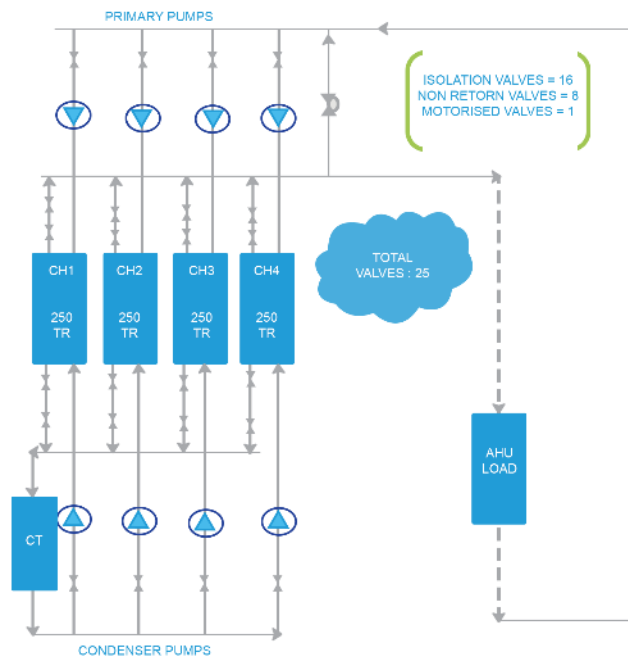 PRIMARY PUMPS
ISOLATION VALVES = 16
NON RETORN VALVES = 8
MOTORISED VALVES = 1
TOTAL
VALVES : 25
CH1
250
TR
CH2
250
TR
CH3
250
TR
CH4
250
TR
AHU
LOAD
CT
CONDENSER PUMPS